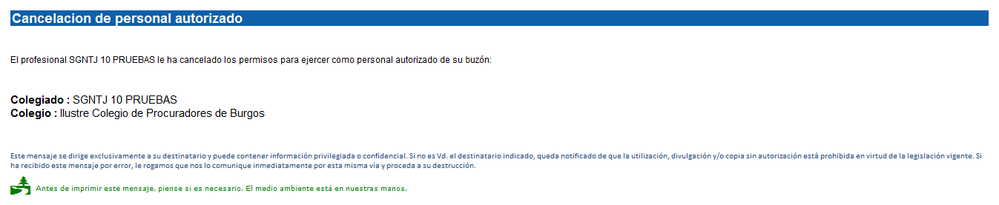 Cancelacion de personal autorizado
El profesional SGNTJ 10 PRUEBAS le ha cancelado los permisos para ejercer como personal autorizado de su buzón:
Colegiado : SGNTJ 10 PRUEBAS
Colegio : Ilustre Colegio de Procuradores de Burgos
Este mensaje se dirige exclusivamente a su destinatario y puede contener información privilegiada o confidencial. Si no es Vd. el destinatario indicado, queda notificado de que la utilización, divulgación y/o copia sin autorización está prohibida en virtud de la legislación vigente. Si
ha recibido este mensaje por error, le rogamos que nos lo comunique inmediatamente por esta misma vía y proceda a su destrucción.
Antes de imprimir este mensaje, piense si es necesario. El medio ambiente está en nuestras manos.